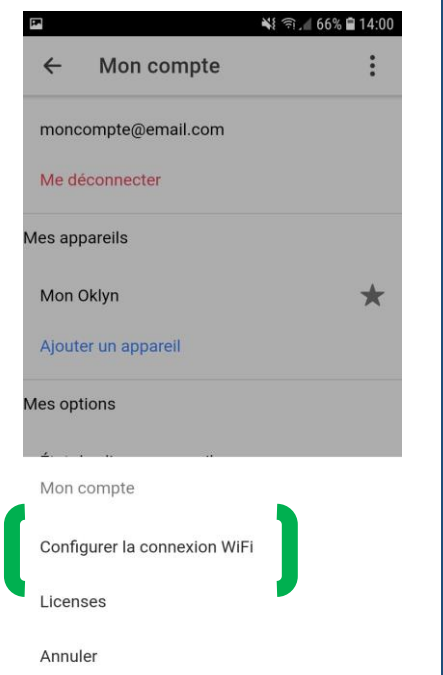 66% 14:00
Mon compte
moncompte@email.com
Me déconnecter
Mes appareils
Mon Oklyn
Ajouter un appareil
Mes options
Mon compte
Configurer la connexion WiFi
Licenses
Annuler